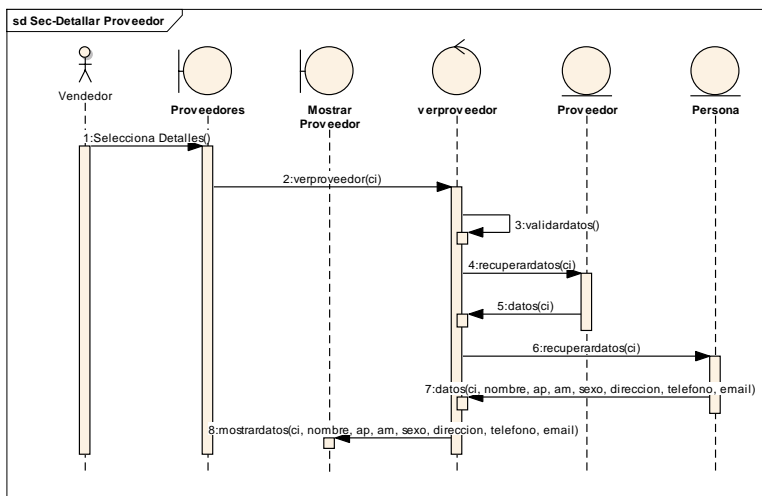 sd Sec-Detallar Proveedor
Vendedor
Proveedores
Mostrar
Proveedor
verproveedor
Proveedor
Persona
1:Selecciona Detalles()
2:verproveedor(ci)
3:validardatos()
4:recuperardatos(ci)
5:datos(ci)
6:recuperardatos(ci)
7:datos(ci, nombre, ap, am, sexo, direccion, telefono, email)
8:mostrardatos(ci, nombre, ap, am, sexo, direccion, telefono, email)